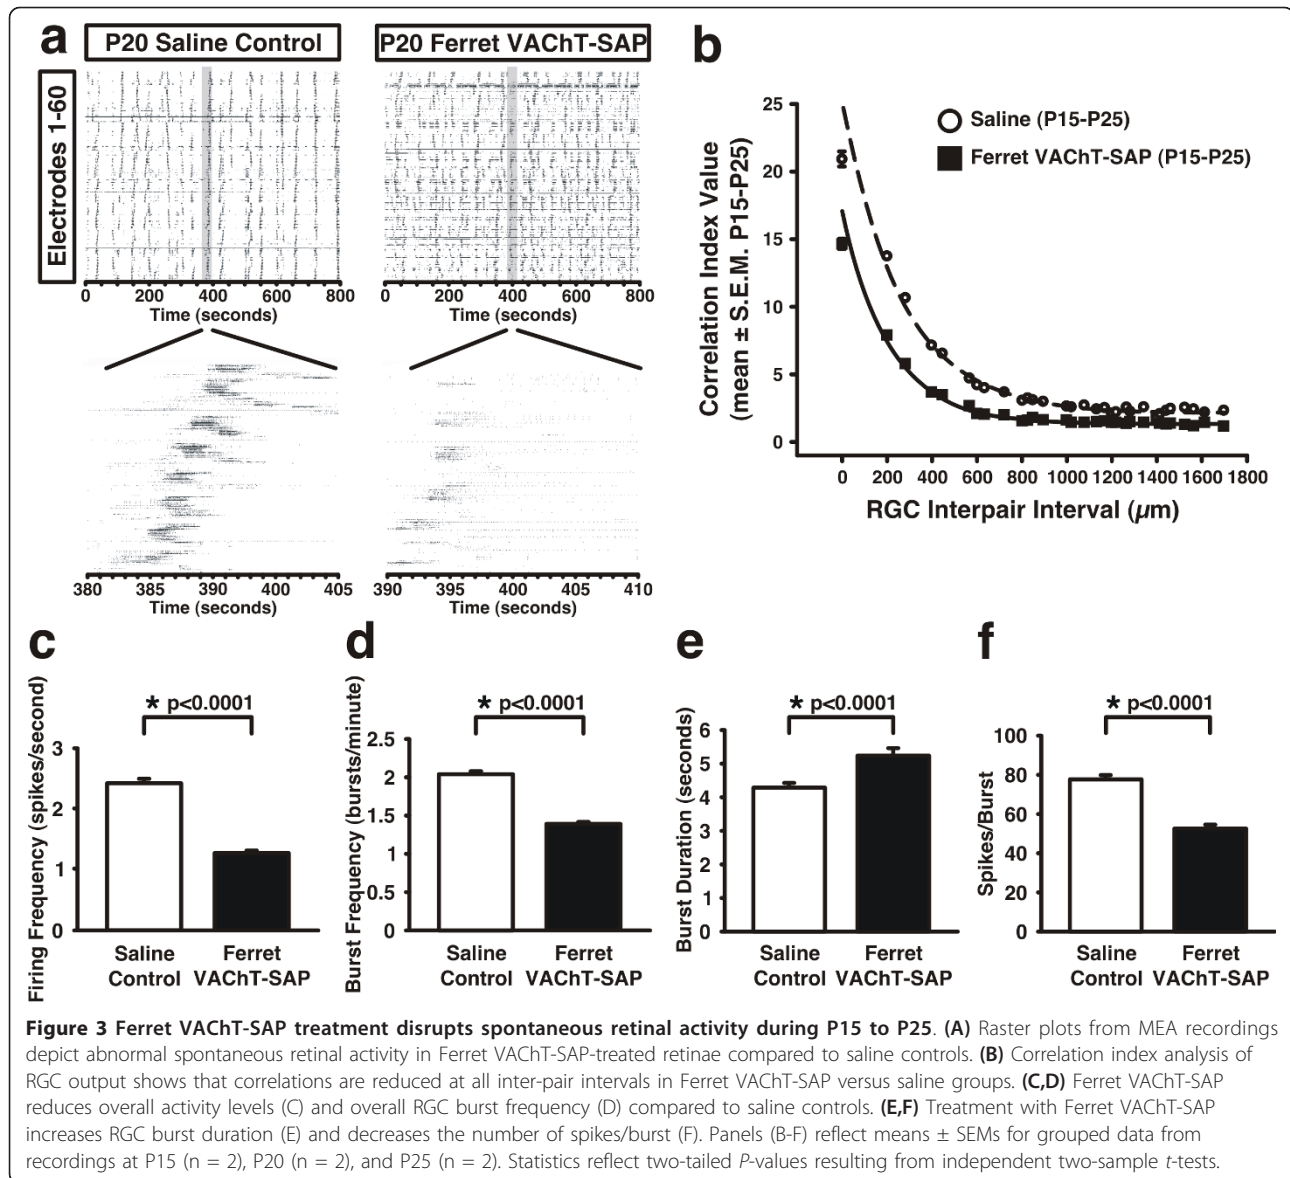 a
P20 Saline Control
P20 Ferret VAChT-SAP
Electrodes 1-60
0 200 400 600 800
Time (seconds)
0 200 400 600 800
Time (seconds)
380 385 390 400 405
Time (seconds)
390 395 400 405 410
Time (seconds)
b
Correlation Index Value
(mean ± S.E.M. P15-P25)
25
20
15
10
5
0
Saline (P15-P25)
Ferret VAChT-SAP (P15-P25)
0 200 400 600 800 1000 1200 1400 1600 1800
RGC Interpair Interval (µm)
c
Firing Frequency (spikes/second)
* p<0.0001
3
2
1
0
Saline Control
Ferret VAChT-SAP
d
Burst Frequency (bursts/minute)
* p<0.0001
2.5
2
1.5
1
0.5
0
Saline Control
Ferret VAChT-SAP
e
Burst Duration (seconds)
* p<0.0001
6
5
4
3
2
1
0
Saline Control
Ferret VAChT-SAP
f
Spikes/Burst
* p<0.0001
100
80
60
40
20
0
Saline Control
Ferret VAChT-SAP
Figure 3 Ferret VAChT-SAP treatment disrupts spontaneous retinal activity during P15 to P25. (A) Raster plots from MEA recordings
depict abnormal spontaneous retinal activity in Ferret VAChT-SAP-treated retinae compared to saline controls. (B) Correlation index analysis of
RGC output shows that correlations are reduced at all inter-pair intervals in Ferret VAChT-SAP versus saline groups. (C,D) Ferret VAChT-SAP
reduces overall activity levels (C) and overall RGC burst frequency (D) compared to saline controls. (E,F) Treatment with Ferret VAChT-SAP
increases RGC burst duration (E) and decreases the number of spikes/burst (F). Panels (B-F) reflect means ± SEMs for grouped data from
recordings at P15 (n = 2), P20 (n = 2), and P25 (n = 2). Statistics reflect two-tailed P-values resulting from independent two-sample t-tests.